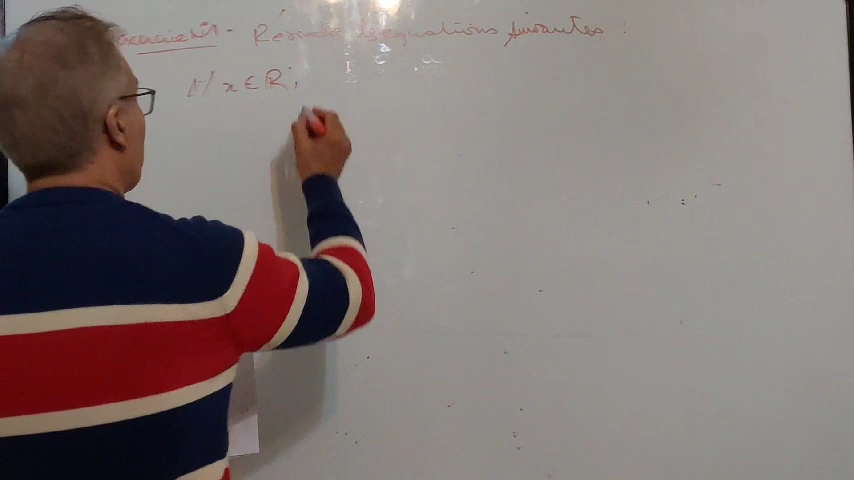 Exercice N°1 - Résoudre les équations suivantes :
1/ x ∈ ℝ,